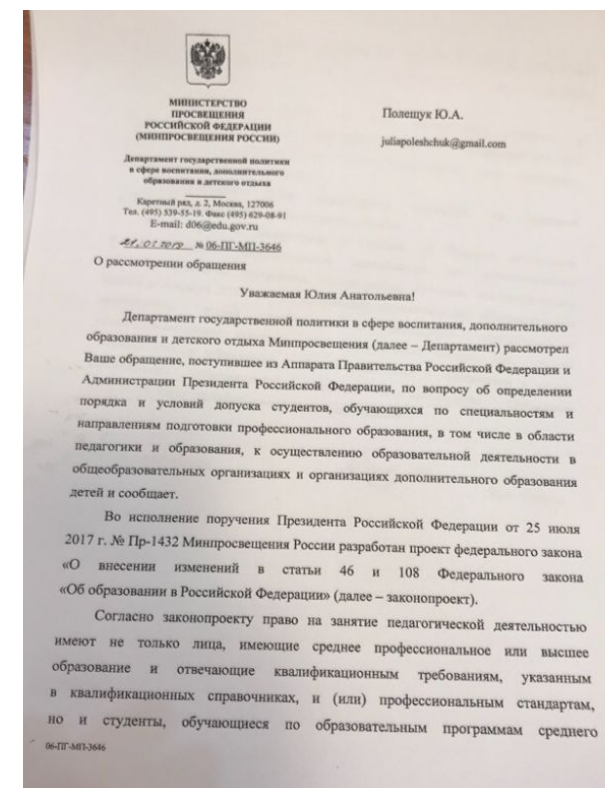 МИНИСТЕРСТВО
ПРОСВЕЩЕНИЯ
РОССИЙСКОЙ ФЕДЕРАЦИИ
(МИНПРОСВЕЩЕНИЯ РОССИИ)
Департамент государственной политики
в сфере воспитания, дополнительного
образования и детского отдыха
Каретный ряд, д. 2, Москва, 127006
Тел. (495) 539-55-19. Факс (495) 629-08-91
E-mail: d06@edu.gov.ru
№ 06-ПГ-МП-3646
О рассмотрении обращения
Полещук Ю.А.
juliapoleshchuk@gmail.com
Уважаемая Юлия Анатольевна!
Департамент государственной политики в сфере воспитания, дополнительного
образования и детского отдыха Минпросвещения (далее – Департамент) рассмотрел
Ваше обращение, поступившее из Аппарата Правительства Российской Федерации и
Администрации Президента Российской Федерации, по вопросу об определении
порядка и условий допуска студентов, обучающихся по специальностям и
направлениям подготовки профессионального образования, в том числе в области
педагогики и образования, к осуществлению образовательной деятельности в
общеобразовательных организациях и организациях дополнительного образования
детей и сообщает.
Во исполнение поручения Президента Российской Федерации от 25 июля
2017 г. № Пр-1432 Минпросвещения России разработан проект федерального закона
«О внесении изменений в статьи 46 и 108 Федерального закона
«Об образовании в Российской Федерации» (далее – законопроект).
Согласно законопроекту право на занятие педагогической деятельностью
имеют не только лица, имеющие среднее профессиональное или высшее
образование и отвечающие квалификационным требованиям, указанным
в квалификационных справочниках, и (или) профессиональным стандартам,
но и студенты, обучающиеся по образовательным программам среднего
06-ПГ-МП-3646